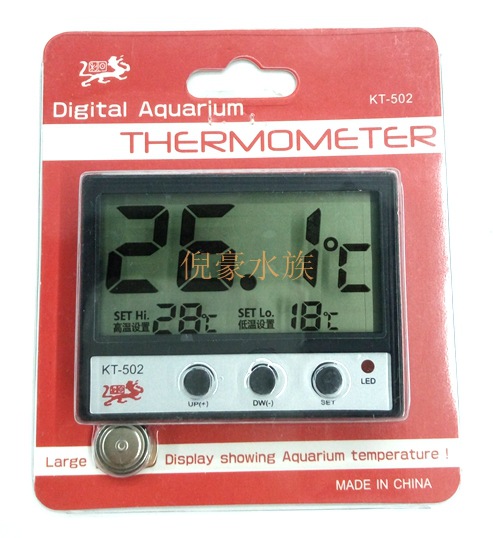 Digital Aquarium
KT-502
THERMOMETER
26.1°C
倪豪水族
SET Hi.
高温设置
28℃
SET Lo.
低温设置
18℃
KT-502
LED
UP(+)
DW(-)
SET
Large
Display showing Aquarium temperature !
MADE IN CHINA